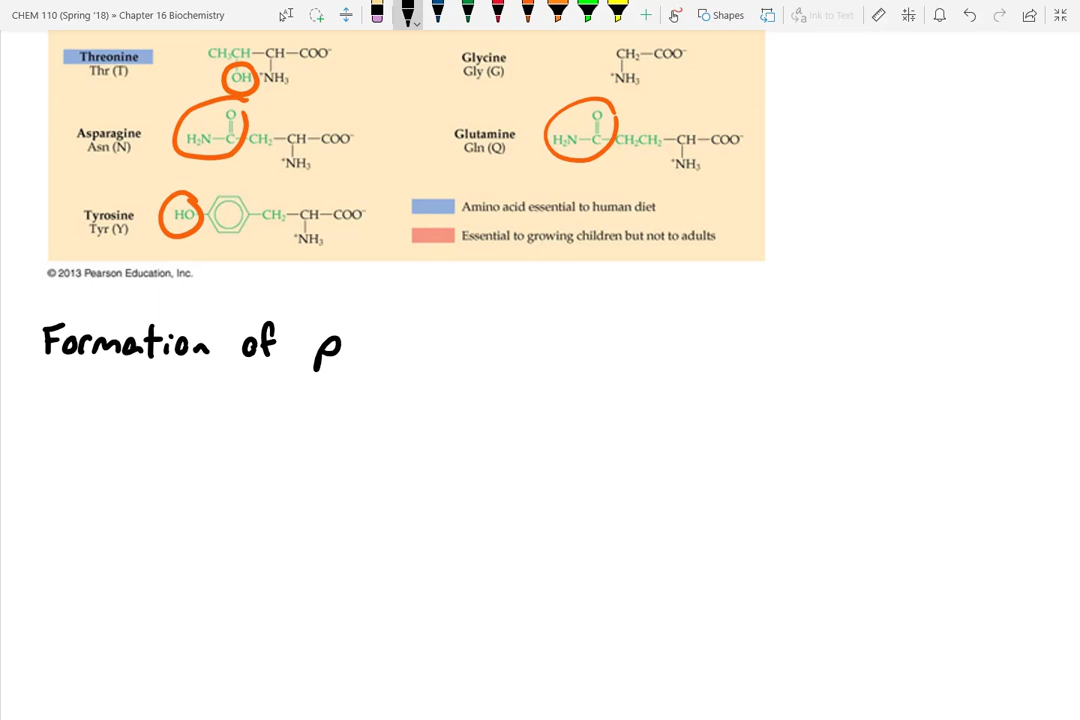 CHEM 110 (Spring '18) » Chapter 16 Biochemistry
Shapes
Ink to Text
Threonine
Thr (T)
CH₃CH—CH—COO⁻
OH ⁺NH₃
Glycine
Gly (G)
CH₂—COO⁻
⁺NH₃
Asparagine
Asn (N)
O
H₂N—C—CH₂—CH—COO⁻
⁺NH₃
Glutamine
Gln (Q)
O
H₂N—C—CH₂CH₂—CH—COO⁻
⁺NH₃
Tyrosine
Tyr (Y)
HO —CH₂—CH—COO⁻
⁺NH₃
Amino acid essential to human diet
Essential to growing children but not to adults
© 2013 Pearson Education, Inc.
Formation of p